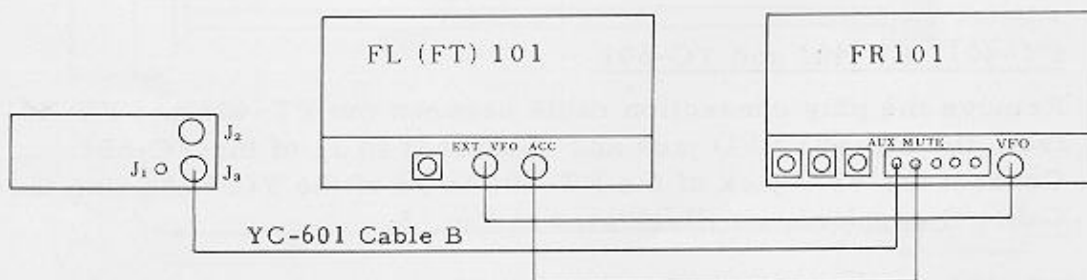 FL (FT) 101
FR101
J₂
J₁
J₃
EXT VFO ACC
AUX MUTE
VFO
YC-601 Cable B